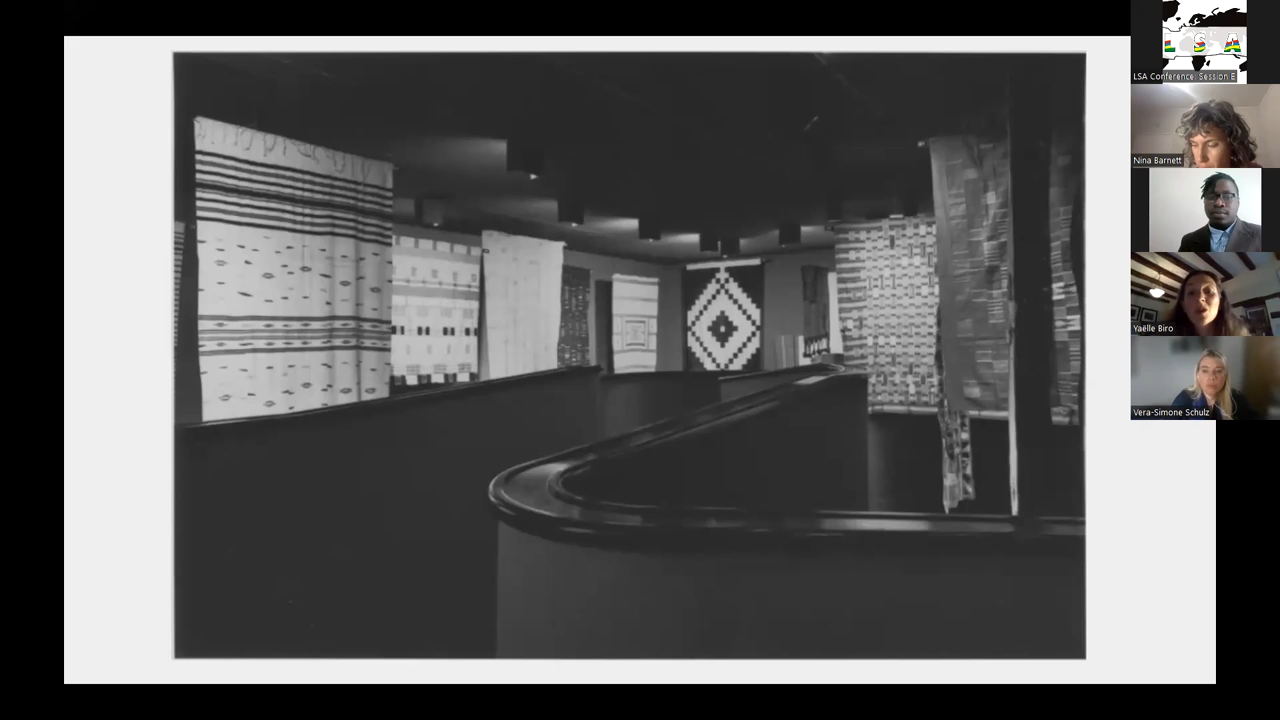 L S A
LSA Conference: Session E
Nina Barnett
Yaëlle Biro
Vera-Simone Schulz